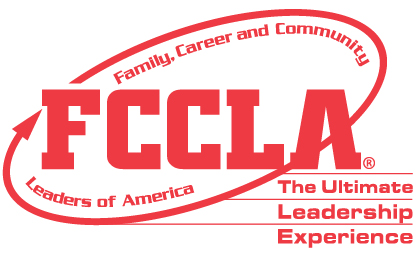 Family, Career and Community
FCCLA®
Leaders of America
The Ultimate
Leadership
Experience